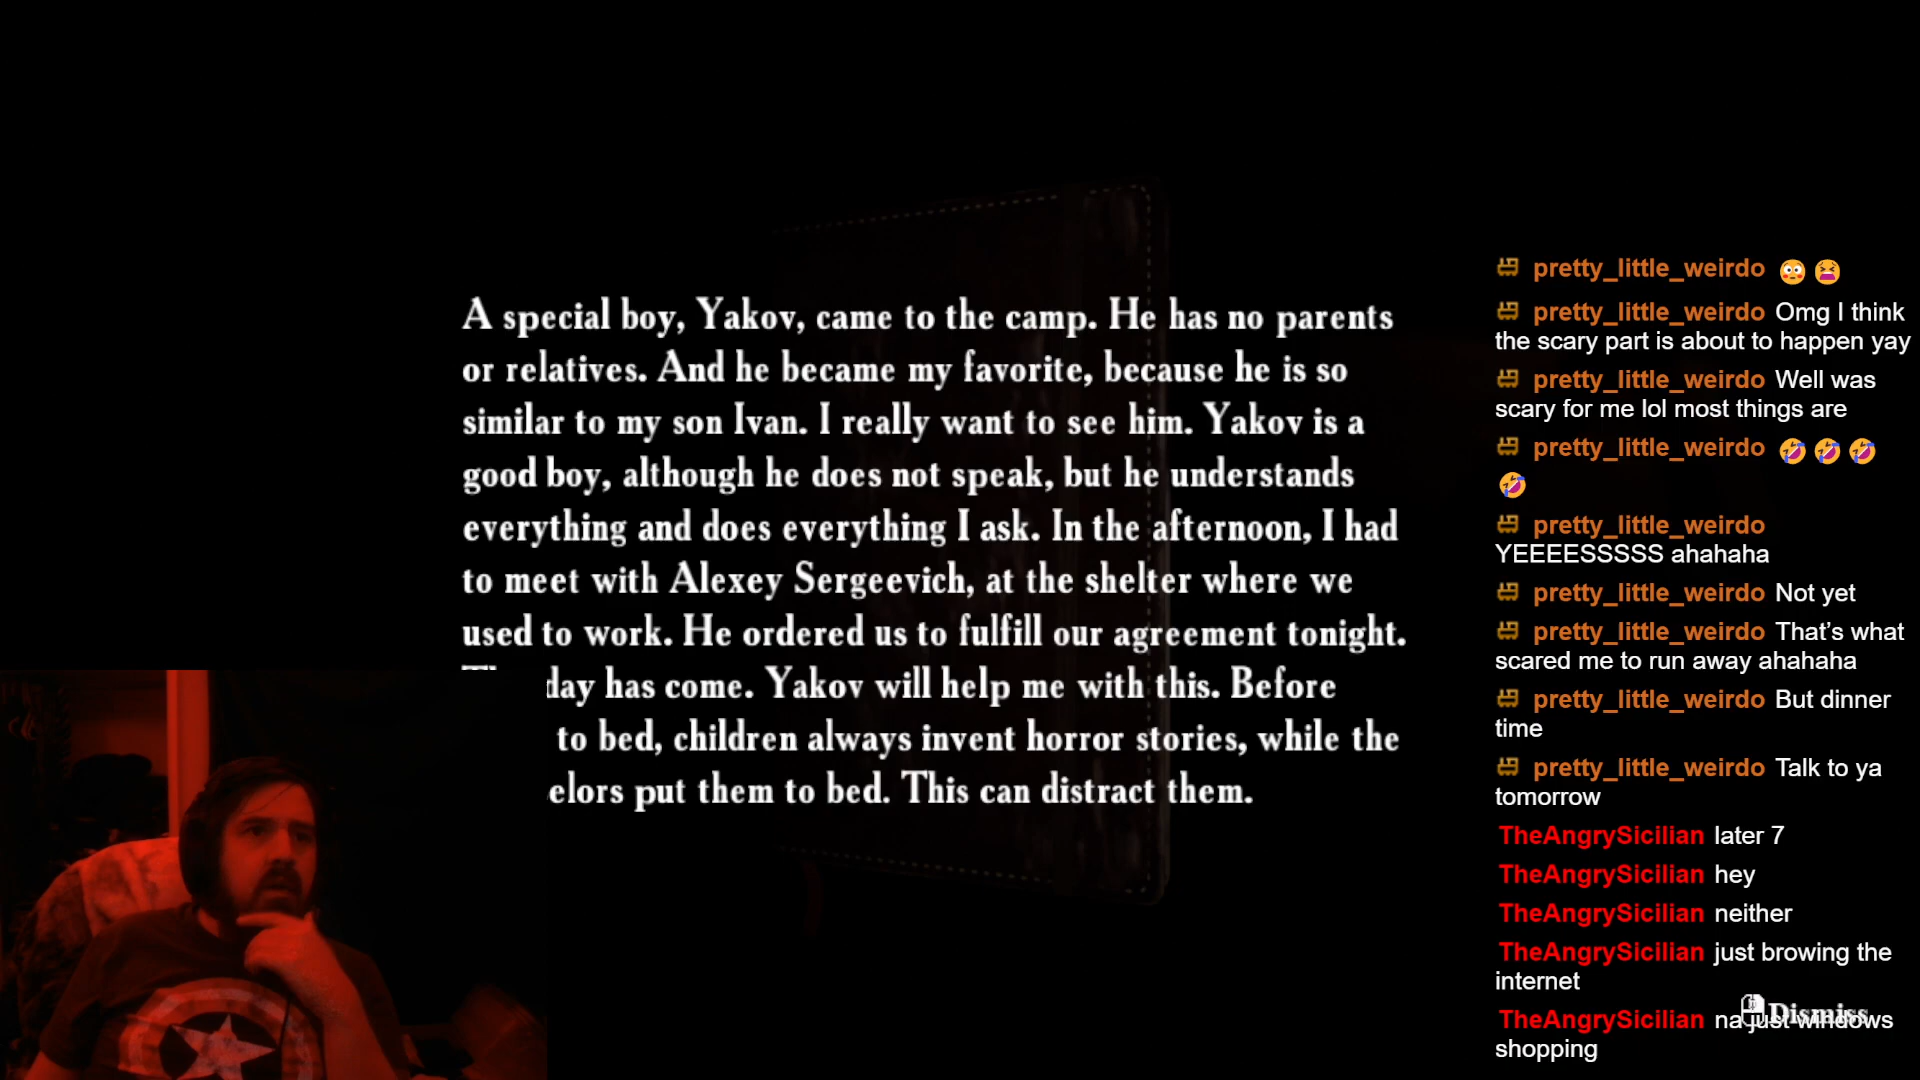 A special boy, Yakov, came to the camp. He has no parents
or relatives. And he became my favorite, because he is so
similar to my son Ivan. I really want to see him. Yakov is a
good boy, although he does not speak, but he understands
everything and does everything I ask. In the afternoon, I had
to meet with Alexey Sergeevich, at the shelter where we
used to work. He ordered us to fulfill our agreement tonight.
day has come. Yakov will help me with this. Before
to bed, children always invent horror stories, while the
elors put them to bed. This can distract them.
pretty_little_weirdo 😳 😫
pretty_little_weirdo Omg I think
the scary part is about to happen yay
pretty_little_weirdo Well was
scary for me lol most things are
pretty_little_weirdo 🤣 🤣 🤣
🤣
pretty_little_weirdo
YEEEESSSSS ahahaha
pretty_little_weirdo Not yet
pretty_little_weirdo That's what
scared me to run away ahahaha
pretty_little_weirdo But dinner
time
pretty_little_weirdo Talk to ya
tomorrow
TheAngrySicilian later 7
TheAngrySicilian hey
TheAngrySicilian neither
TheAngrySicilian just browing the
internet
TheAngrySicilian na just windows
shopping
Dismiss